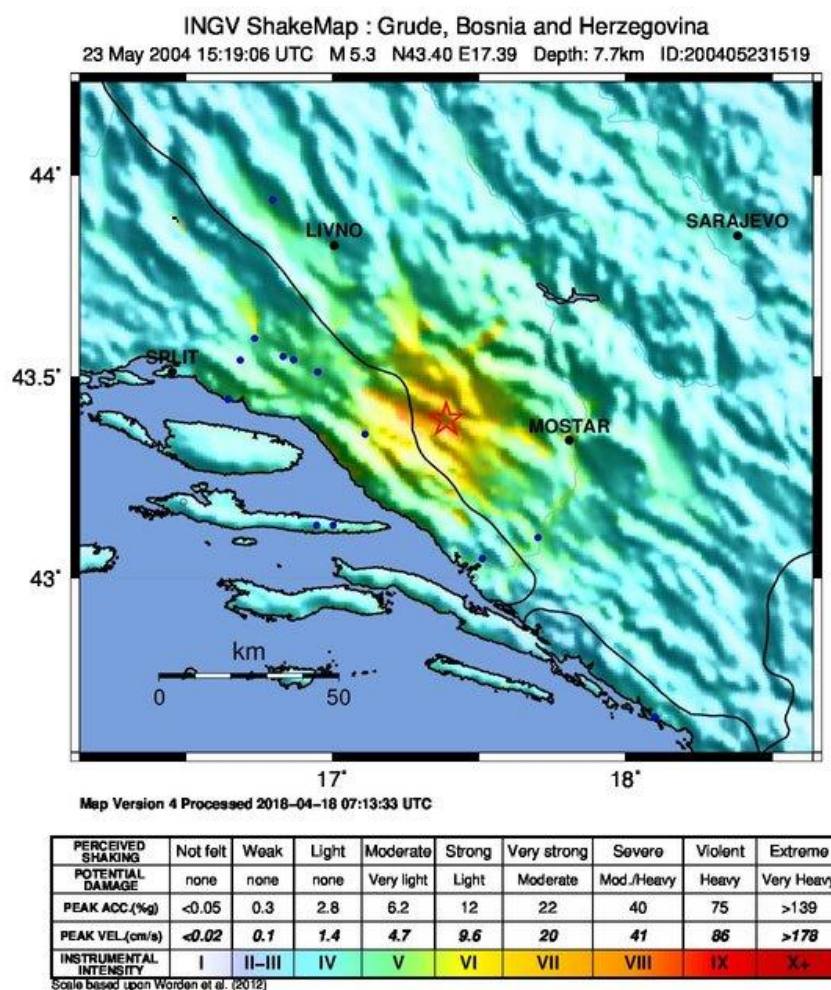 INGV ShakeMap : Grude, Bosnia and Herzegovina
23 May 2004 15:19:06 UTC M 5.3 N43.40 E17.39 Depth: 7.7km ID:200405231519
44°
SARAJEVO
LIVNO
SPLIT
43.5°
MOSTAR
43°
km
0 50
17° 18°
Map Version 4 Processed 2018-04-18 07:13:33 UTC
PERCEIVED SHAKING Not felt Weak Light Moderate Strong Very strong Severe Violent Extreme
POTENTIAL DAMAGE none none none Very light Light Moderate Mod./Heavy Heavy Very Heavy
PEAK ACC.(%g) <0.05 0.3 2.8 6.2 12 22 40 75 >139
PEAK VEL.(cm/s) <0.02 0.1 1.4 4.7 9.6 20 41 86 >178
INSTRUMENTAL INTENSITY I II-III IV V VI VII VIII IX X+
Scale based upon Worden et al. (2012)